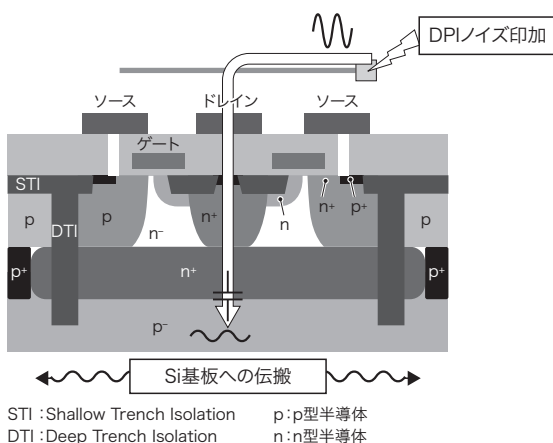 DPIノイズ印加
ソース
ドレイン
ソース
ゲート
STI
p
DTI
p
n⁻
n⁺
n
n⁺
p⁺
p
p⁺
n⁺
p⁺
p⁻
Si基板への伝搬
STI：Shallow Trench Isolation p：p型半導体
DTI：Deep Trench Isolation n：n型半導体